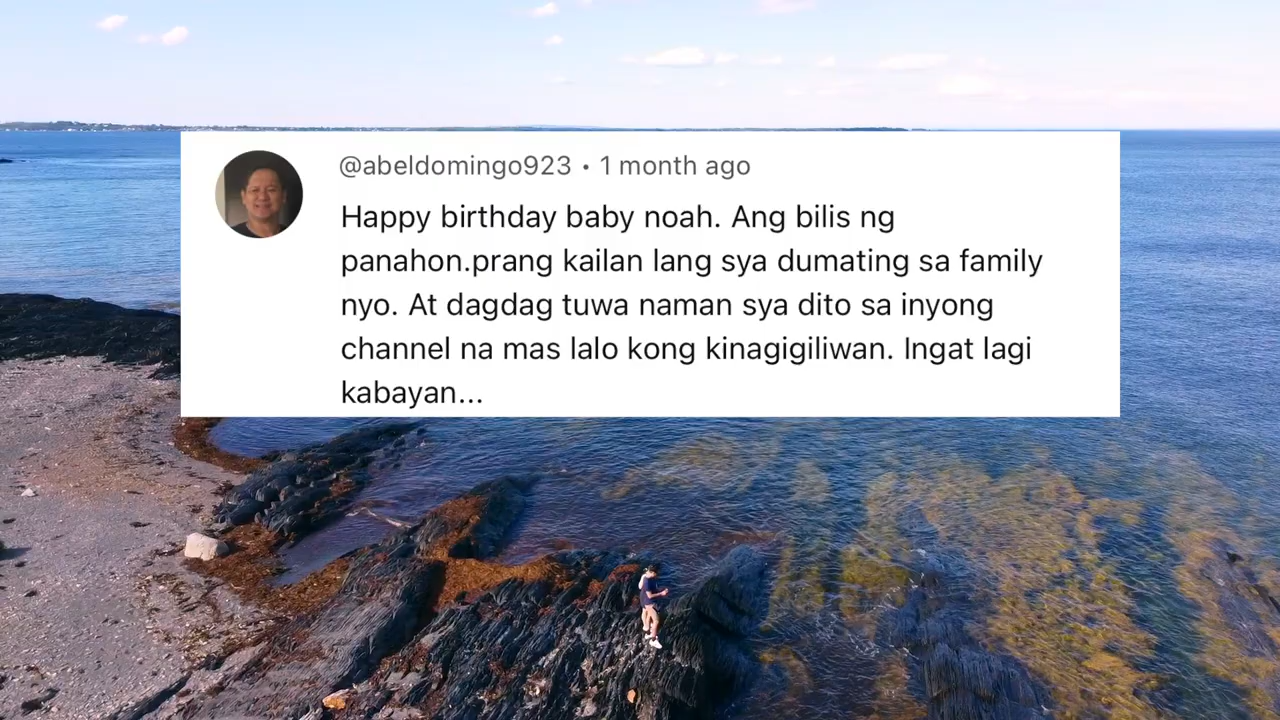 @abeldomingo923 • 1 month ago
Happy birthday baby noah. Ang bilis ng
panahon.prang kailan lang sya dumating sa family
nyo. At dagdag tuwa naman sya dito sa inyong
channel na mas lalo kong kinagigiliwan. Ingat lagi
kabayan...